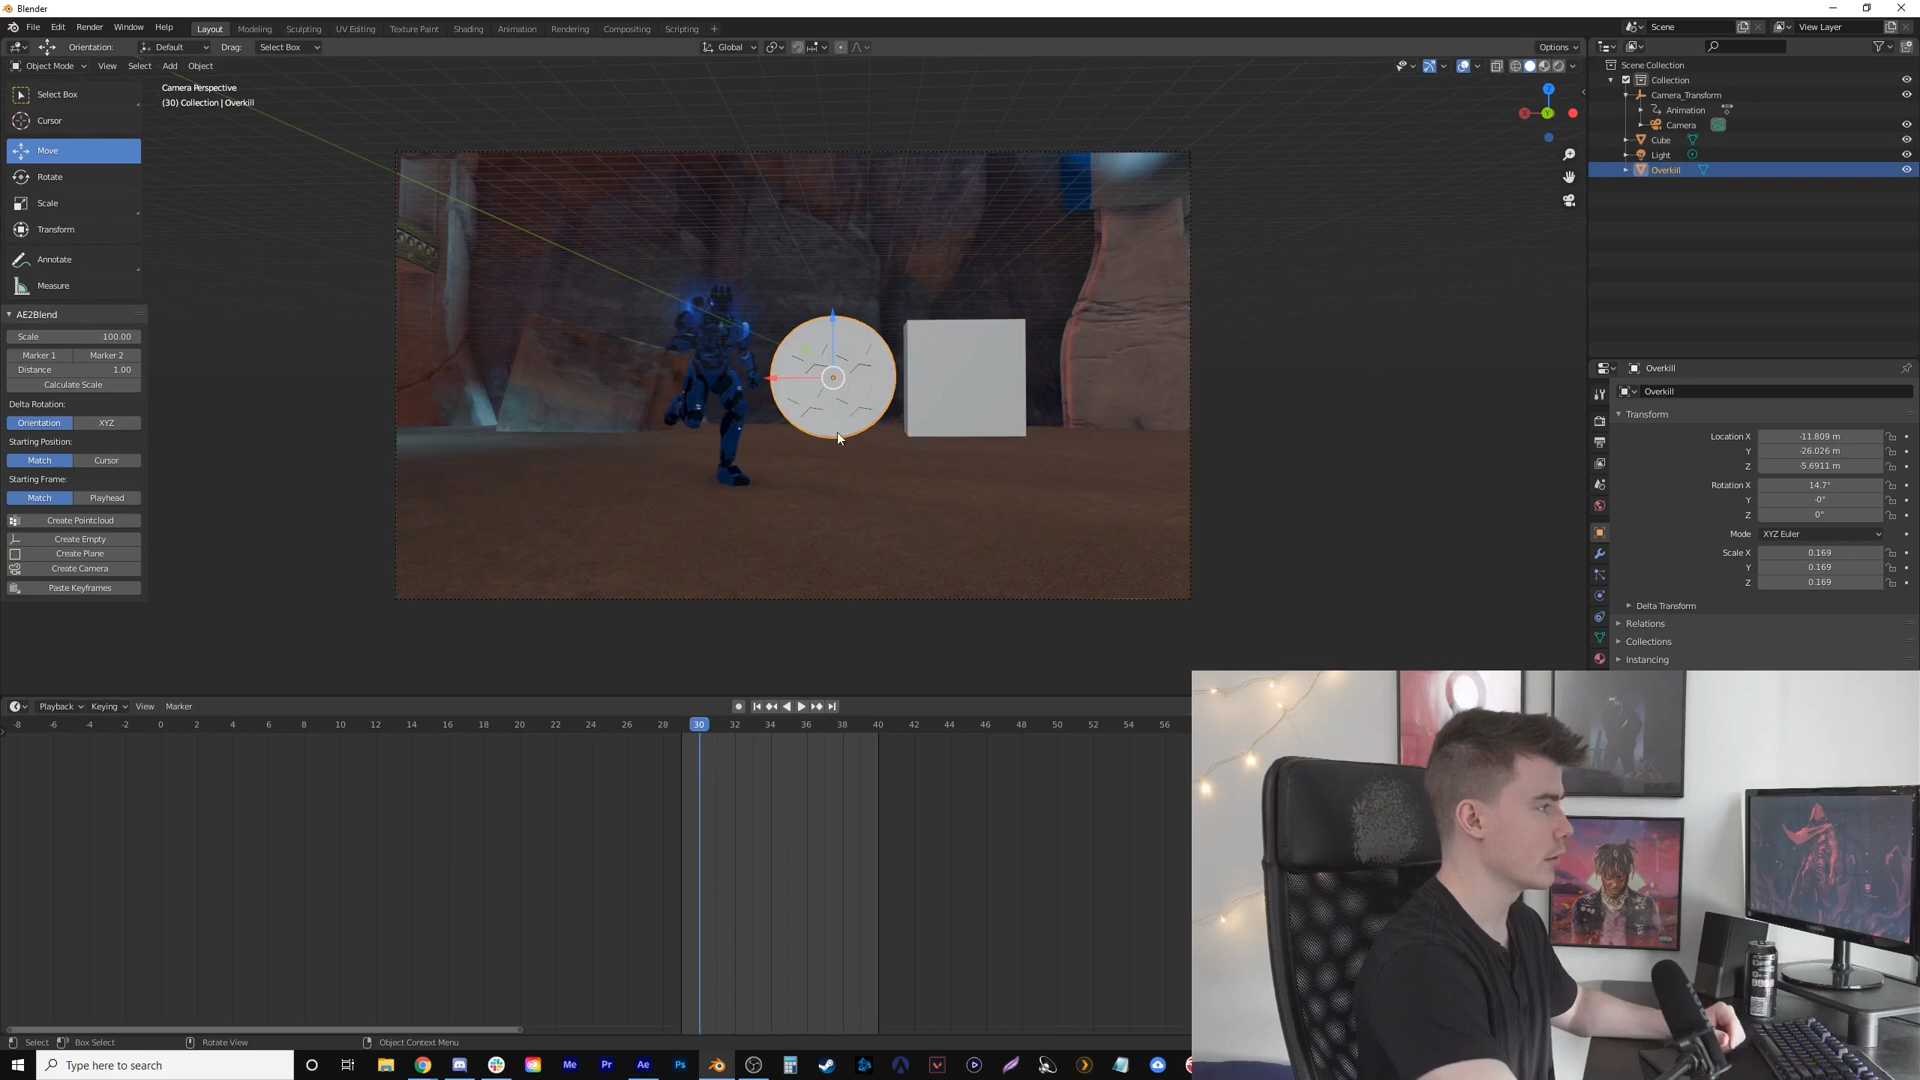 Blender
File Edit Render Window Help Layout Modeling Sculpting UV Editing Texture Paint Shading Animation Rendering Compositing Scripting + Scene View Layer
Orientation: Default Drag: Select Box Global Options
Object Mode View Select Add Object
Scene Collection
Collection
Camera_Transform
Animation
Camera
Cube
Light
Overkill
Camera Perspective
(30) Collection | Overkill
Z
Y
X
Select Box
Cursor
Move
Rotate
Scale
Transform
Annotate
Measure
AE2Blend
Scale 100.00
Marker 1 Marker 2
Distance 1.00
Calculate Scale
Delta Rotation:
Orientation XYZ
Starting Position:
Match Cursor
Starting Frame:
Match Playhead
Create Pointcloud
Create Empty
Create Plane
Create Camera
Paste Keyframes
Overkill
Overkill
Transform
Location X -11.809 m
Y -26.026 m
Z -5.6911 m
Rotation X 14.7°
Y -0°
Z 0°
Mode XYZ Euler
Scale X 0.169
Y 0.169
Z 0.169
Delta Transform
Relations
Collections
Instancing
Playback Keying View Marker
-8 -6 -4 -2 0 2 4 6 8 10 12 14 16 18 20 22 24 26 28 30 32 34 36 38 40 42 44 46 48 50 52 54 56
Select Box Select Rotate View Object Context Menu
Type here to search
Me Pr Ae Ps